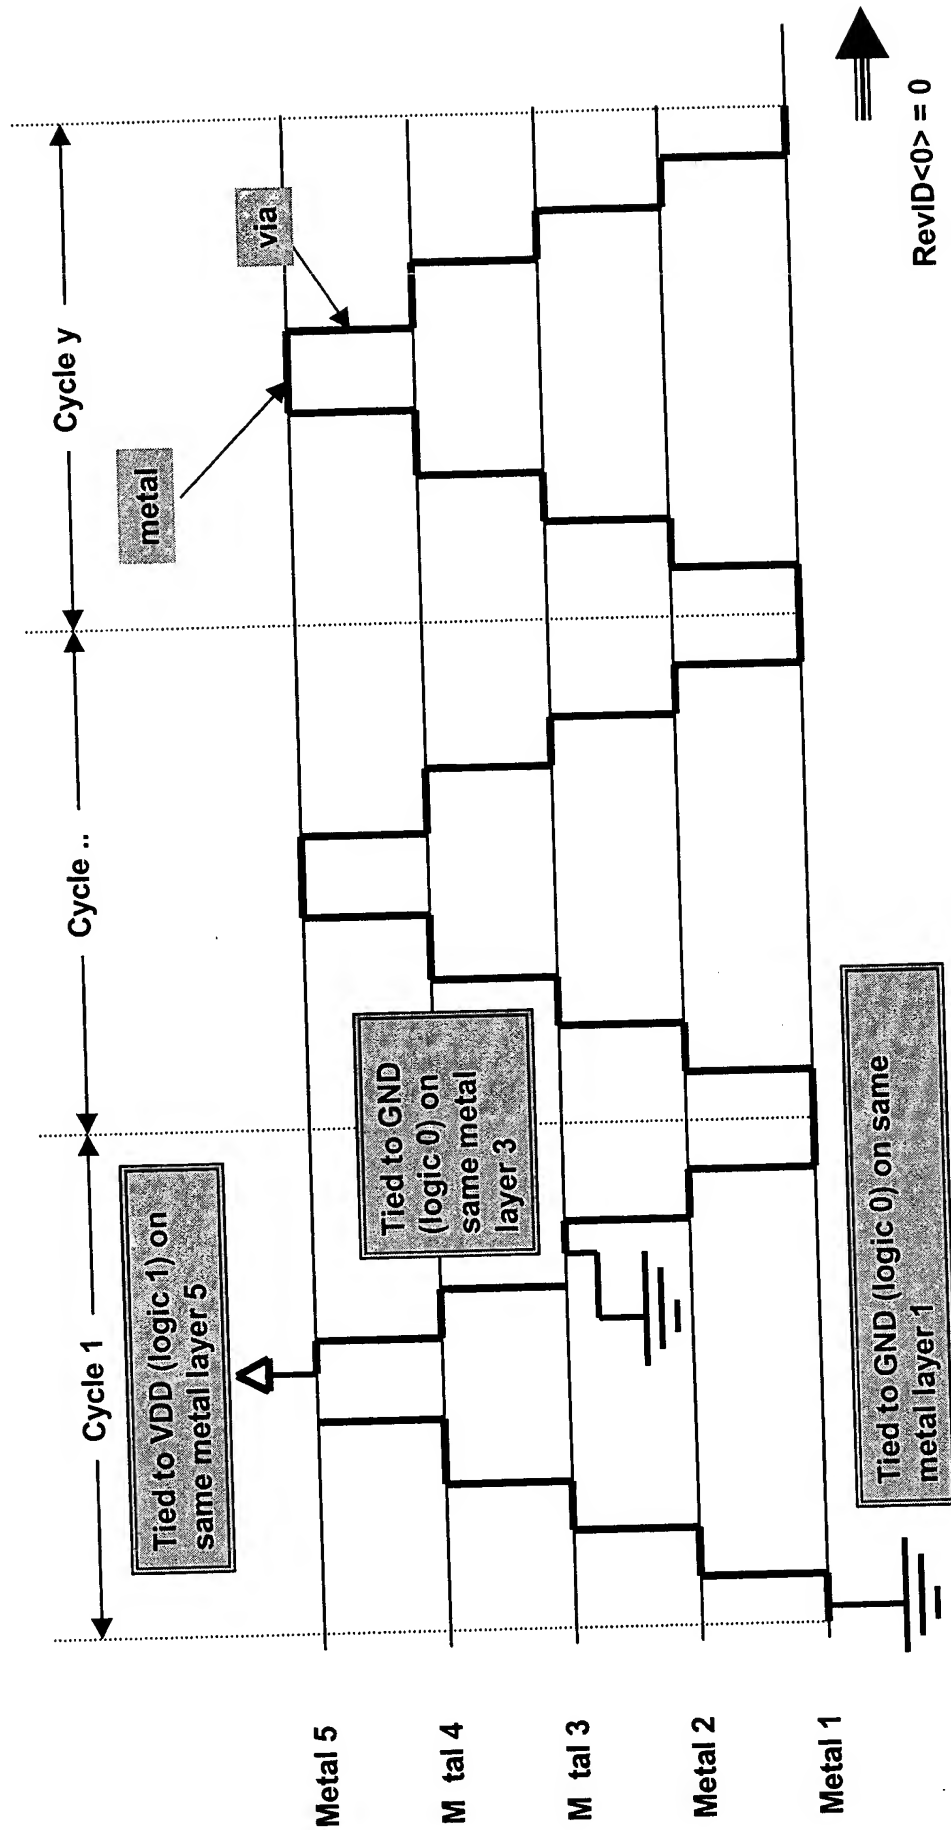 Cycle 1
Cycle ..
Cycle y
Tied to VDD (logic 1) on
same metal layer 5
metal
via
Tied to GND
(logic 0) on
same metal
layer 3
Metal 5
M tal 4
M tal 3
Metal 2
Metal 1
Tied to GND (logic 0) on same
metal layer 1
RevID<0> = 0